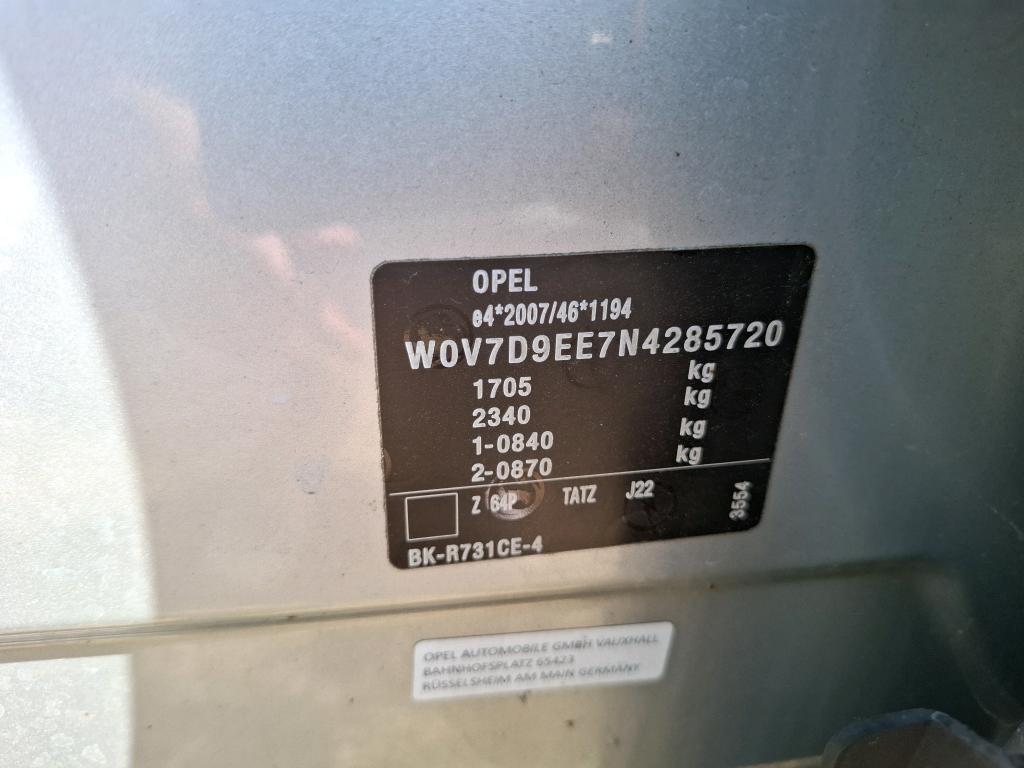 OPEL
e4*2007/46*1194
W0V7D9EE7N4285720
1705 kg
2340 kg
1-0840 kg
2-0870 kg
Z 64P TATZ J22 3554
BK-R731CE-4
OPEL AUTOMOBILE GMBH VAUXHALL
BAHNHOFSPLATZ 65423
RÜSSELSHEIM AM MAIN GERMANY